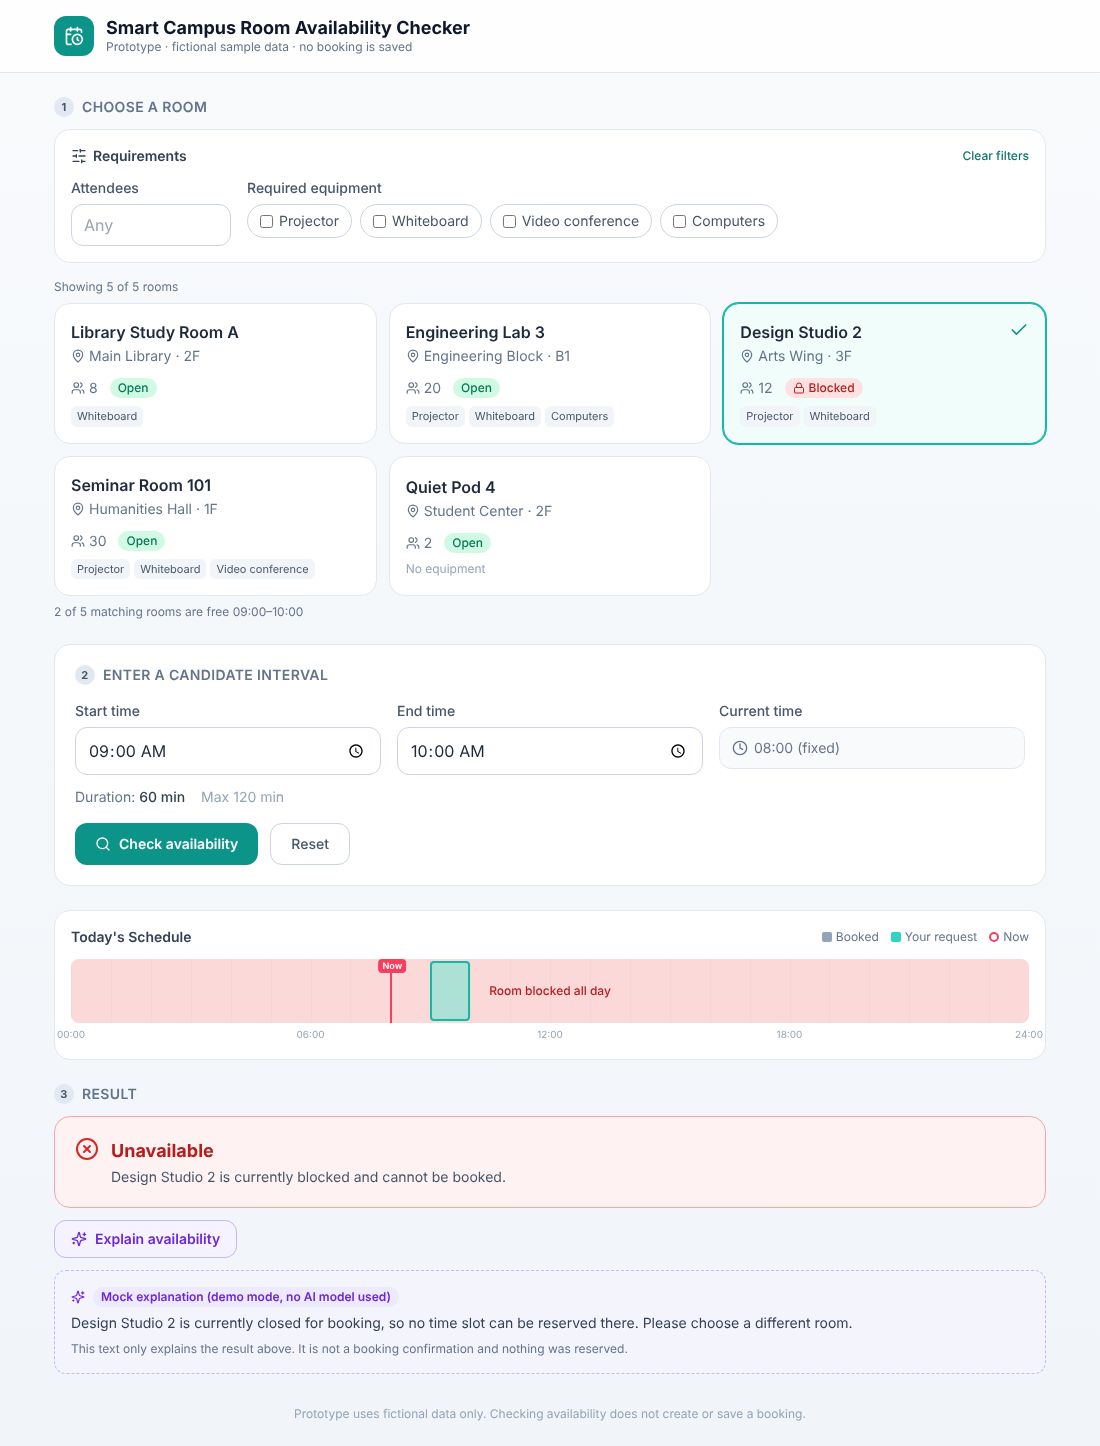 Smart Campus Room Availability Checker
Prototype · fictional sample data · no booking is saved
1 CHOOSE A ROOM
Requirements
Clear filters
Attendees
Required equipment
Any
Projector
Whiteboard
Video conference
Computers
Showing 5 of 5 rooms
Library Study Room A
Main Library · 2F
8 Open
Whiteboard
Engineering Lab 3
Engineering Block · B1
20 Open
Projector Whiteboard Computers
Design Studio 2
Arts Wing · 3F
12 Blocked
Projector Whiteboard
Seminar Room 101
Humanities Hall · 1F
30 Open
Projector Whiteboard Video conference
Quiet Pod 4
Student Center · 2F
2 Open
No equipment
2 of 5 matching rooms are free 09:00–10:00
2 ENTER A CANDIDATE INTERVAL
Start time
End time
Current time
09:00 AM
10:00 AM
08:00 (fixed)
Duration: 60 min Max 120 min
Check availability
Reset
Today's Schedule
Booked Your request Now
Now
Room blocked all day
00:00 06:00 12:00 18:00 24:00
3 RESULT
Unavailable
Design Studio 2 is currently blocked and cannot be booked.
Explain availability
Mock explanation (demo mode, no AI model used)
Design Studio 2 is currently closed for booking, so no time slot can be reserved there. Please choose a different room.
This text only explains the result above. It is not a booking confirmation and nothing was reserved.
Prototype uses fictional data only. Checking availability does not create or save a booking.